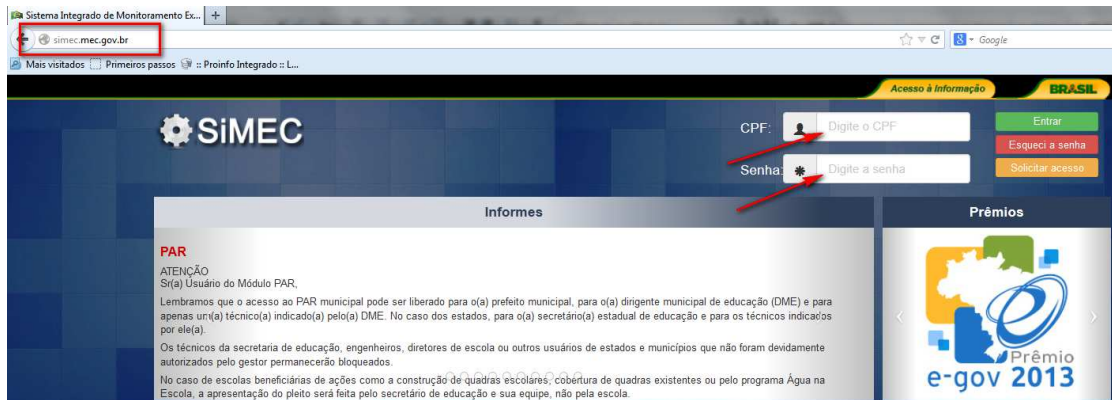 Sistema Integrado de Monitoramento Ex...
simec.mec.gov.br
Google
Mais visitados Primeiros passos :: Proinfo Integrado :: L...
Acesso à Informação BRASIL
SiMEC
CPF: Digite o CPF Entrar
Esqueci a senha
Senha: Digite a senha Solicitar acesso
Informes
Prêmios
PAR
ATENÇÃO
Sr(a) Usuário do Módulo PAR,
Lembramos que o acesso ao PAR municipal pode ser liberado para o(a) prefeito municipal, para o(a) dirigente municipal de educação (DME) e para
apenas um(a) técnico(a) indicado(a) pelo(a) DME. No caso dos estados, para o(a) secretário(a) estadual de educação e para os técnicos indicados
por ele(a).
Os técnicos da secretaria de educação, engenheiros, diretores de escola ou outros usuários de estados e municípios que não foram devidamente
autorizados pelo gestor permanecerão bloqueados.
No caso de escolas beneficiárias de ações como a construção de quadras escolares, cobertura de quadras existentes ou pelo programa Água na
Escola, a apresentação do pleito será feita pelo secretário de educação e sua equipe, não pela escola.
Prêmio
e-gov 2013